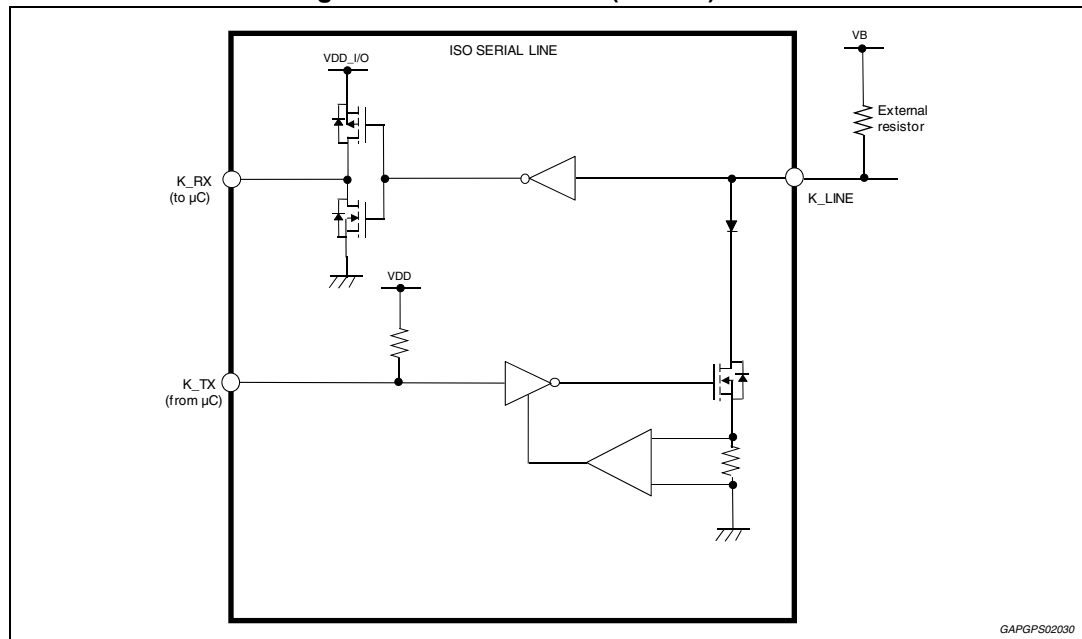 ISO SERIAL LINE
VB
VDD_I/O
External
resistor
K_RX
(to µC)
K_LINE
VDD
K_TX
(from µC)
GAPGPS02030